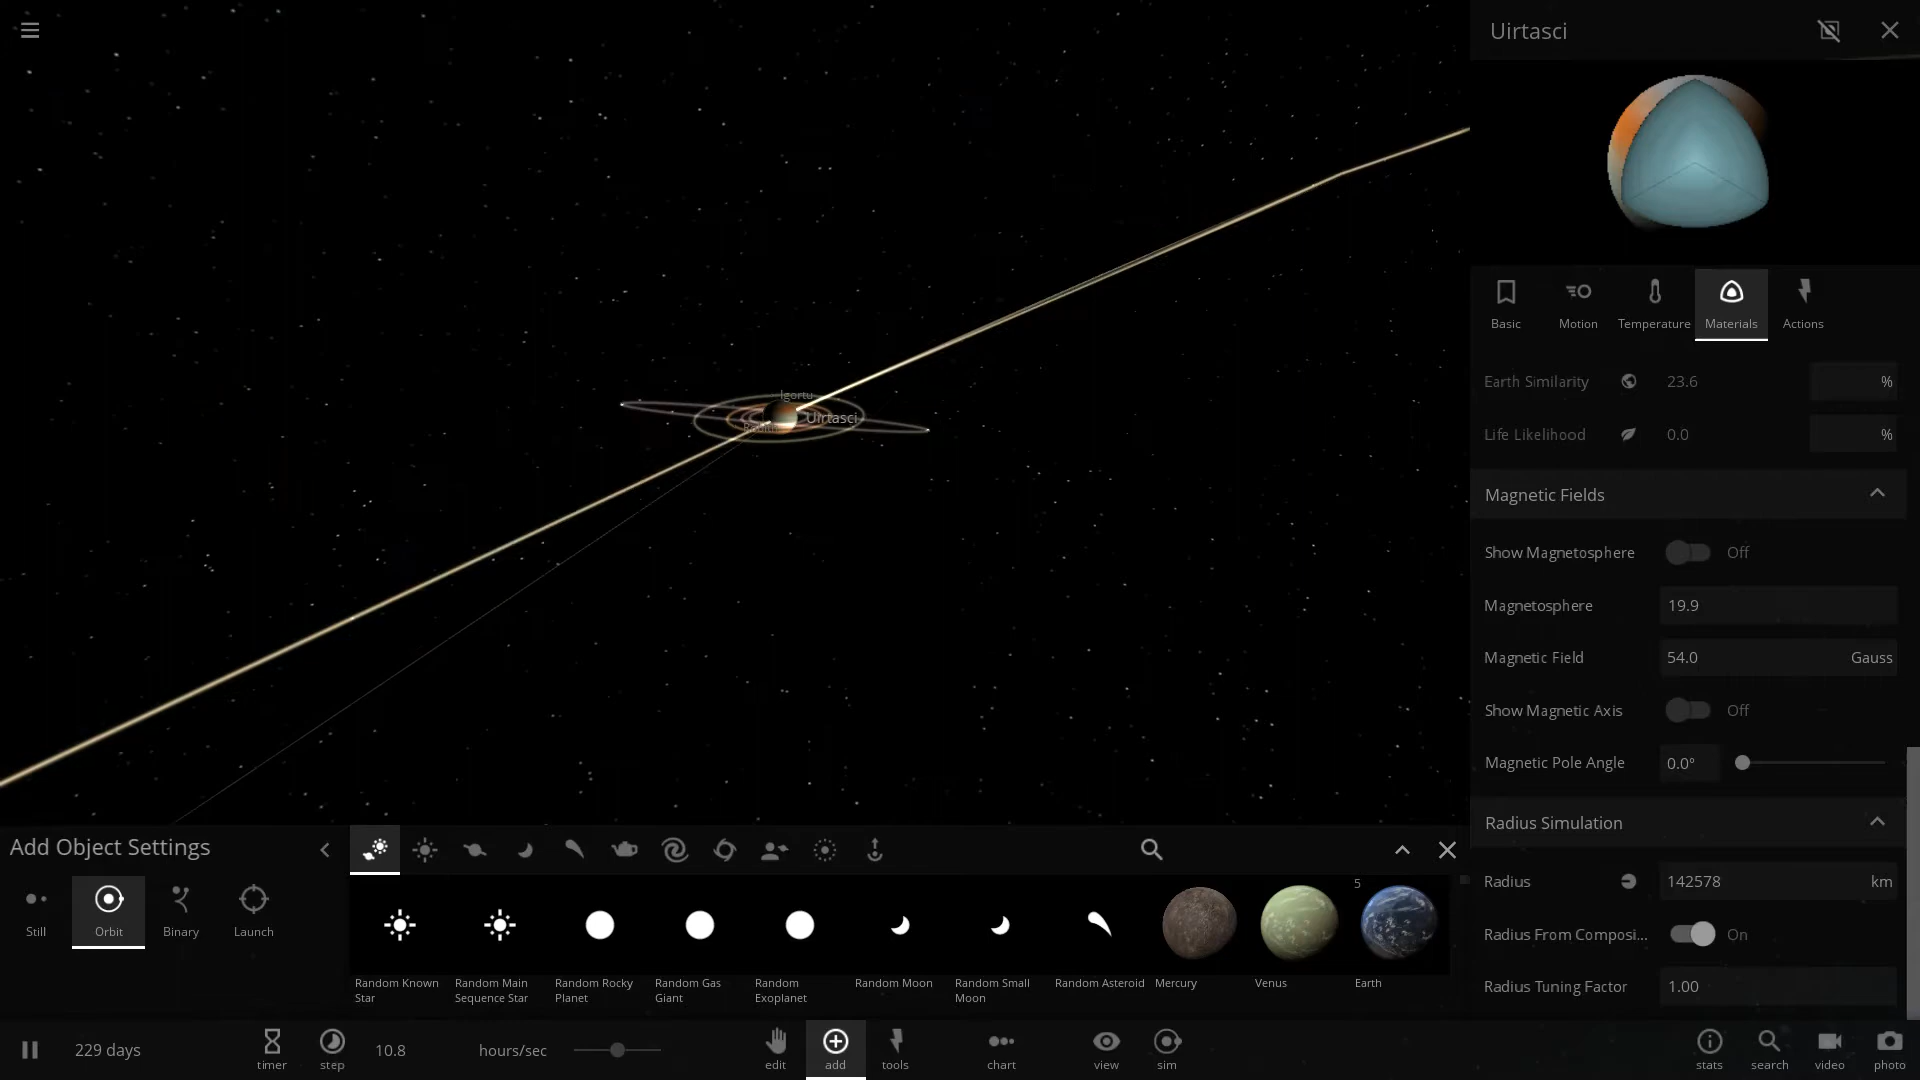 Uirtasci
Basic
Motion
Temperature
Materials
Actions
Earth Similarity 23.6 %
Life Likelihood 0.0 %
Igortu
Uirtasci
Magnetic Fields
Show Magnetosphere Off
Magnetosphere 19.9
Magnetic Field 54.0 Gauss
Show Magnetic Axis Off
Magnetic Pole Angle 0.0°
Radius Simulation
Radius 142578 km
Radius From Composi... On
Radius Tuning Factor 1.00
Add Object Settings
Still
Orbit
Binary
Launch
5
Random Known
Star
Random Main
Sequence Star
Random Rocky
Planet
Random Gas
Giant
Random
Exoplanet
Random Moon
Random Small
Moon
Random Asteroid
Mercury
Venus
Earth
229 days
timer
step
10.8
hours/sec
edit
add
tools
chart
view
sim
stats
search
video
photo